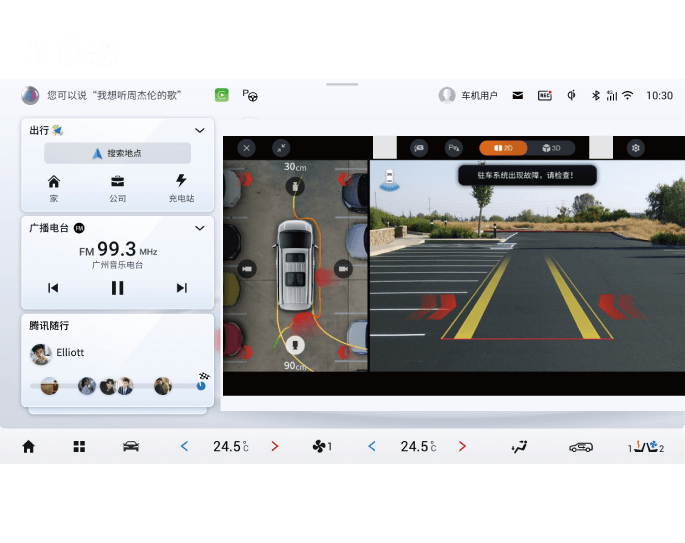 您可以说“我想听周杰伦的歌”
P
车机用户
REC
4G
10:30
出行
搜索地点
家
公司
充电站
广播电台 FM
FM 99.3 MHz
广州音乐电台
腾讯随行
Elliott
2D
3D
驻车系统出现故障，请检查！
30cm
90cm
24.5℃
1
24.5℃
1
2